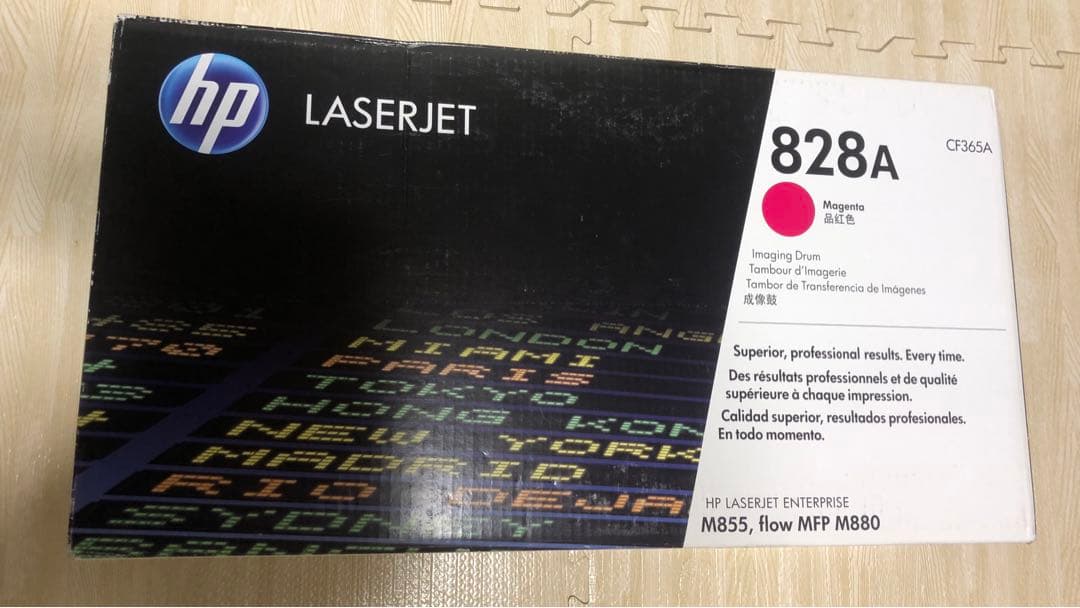 hp
LASERJET
828A
CF365A
Magenta
品紅色
Imaging Drum
Tambour d'Imagerie
Tambor de Transferencia de Imágenes
成像鼓
Superior, professional results. Every time.
Des résultats professionnels et de qualité
supérieure à chaque impression.
Calidad superior, resultados profesionales.
En todo momento.
HP LASERJET ENTERPRISE
M855, flow MFP M880
LONDON
MIAMI
PARIS
TOKYO
HONG KON
NEW YORK
MADRID
RIO DEJA
SYDNEY